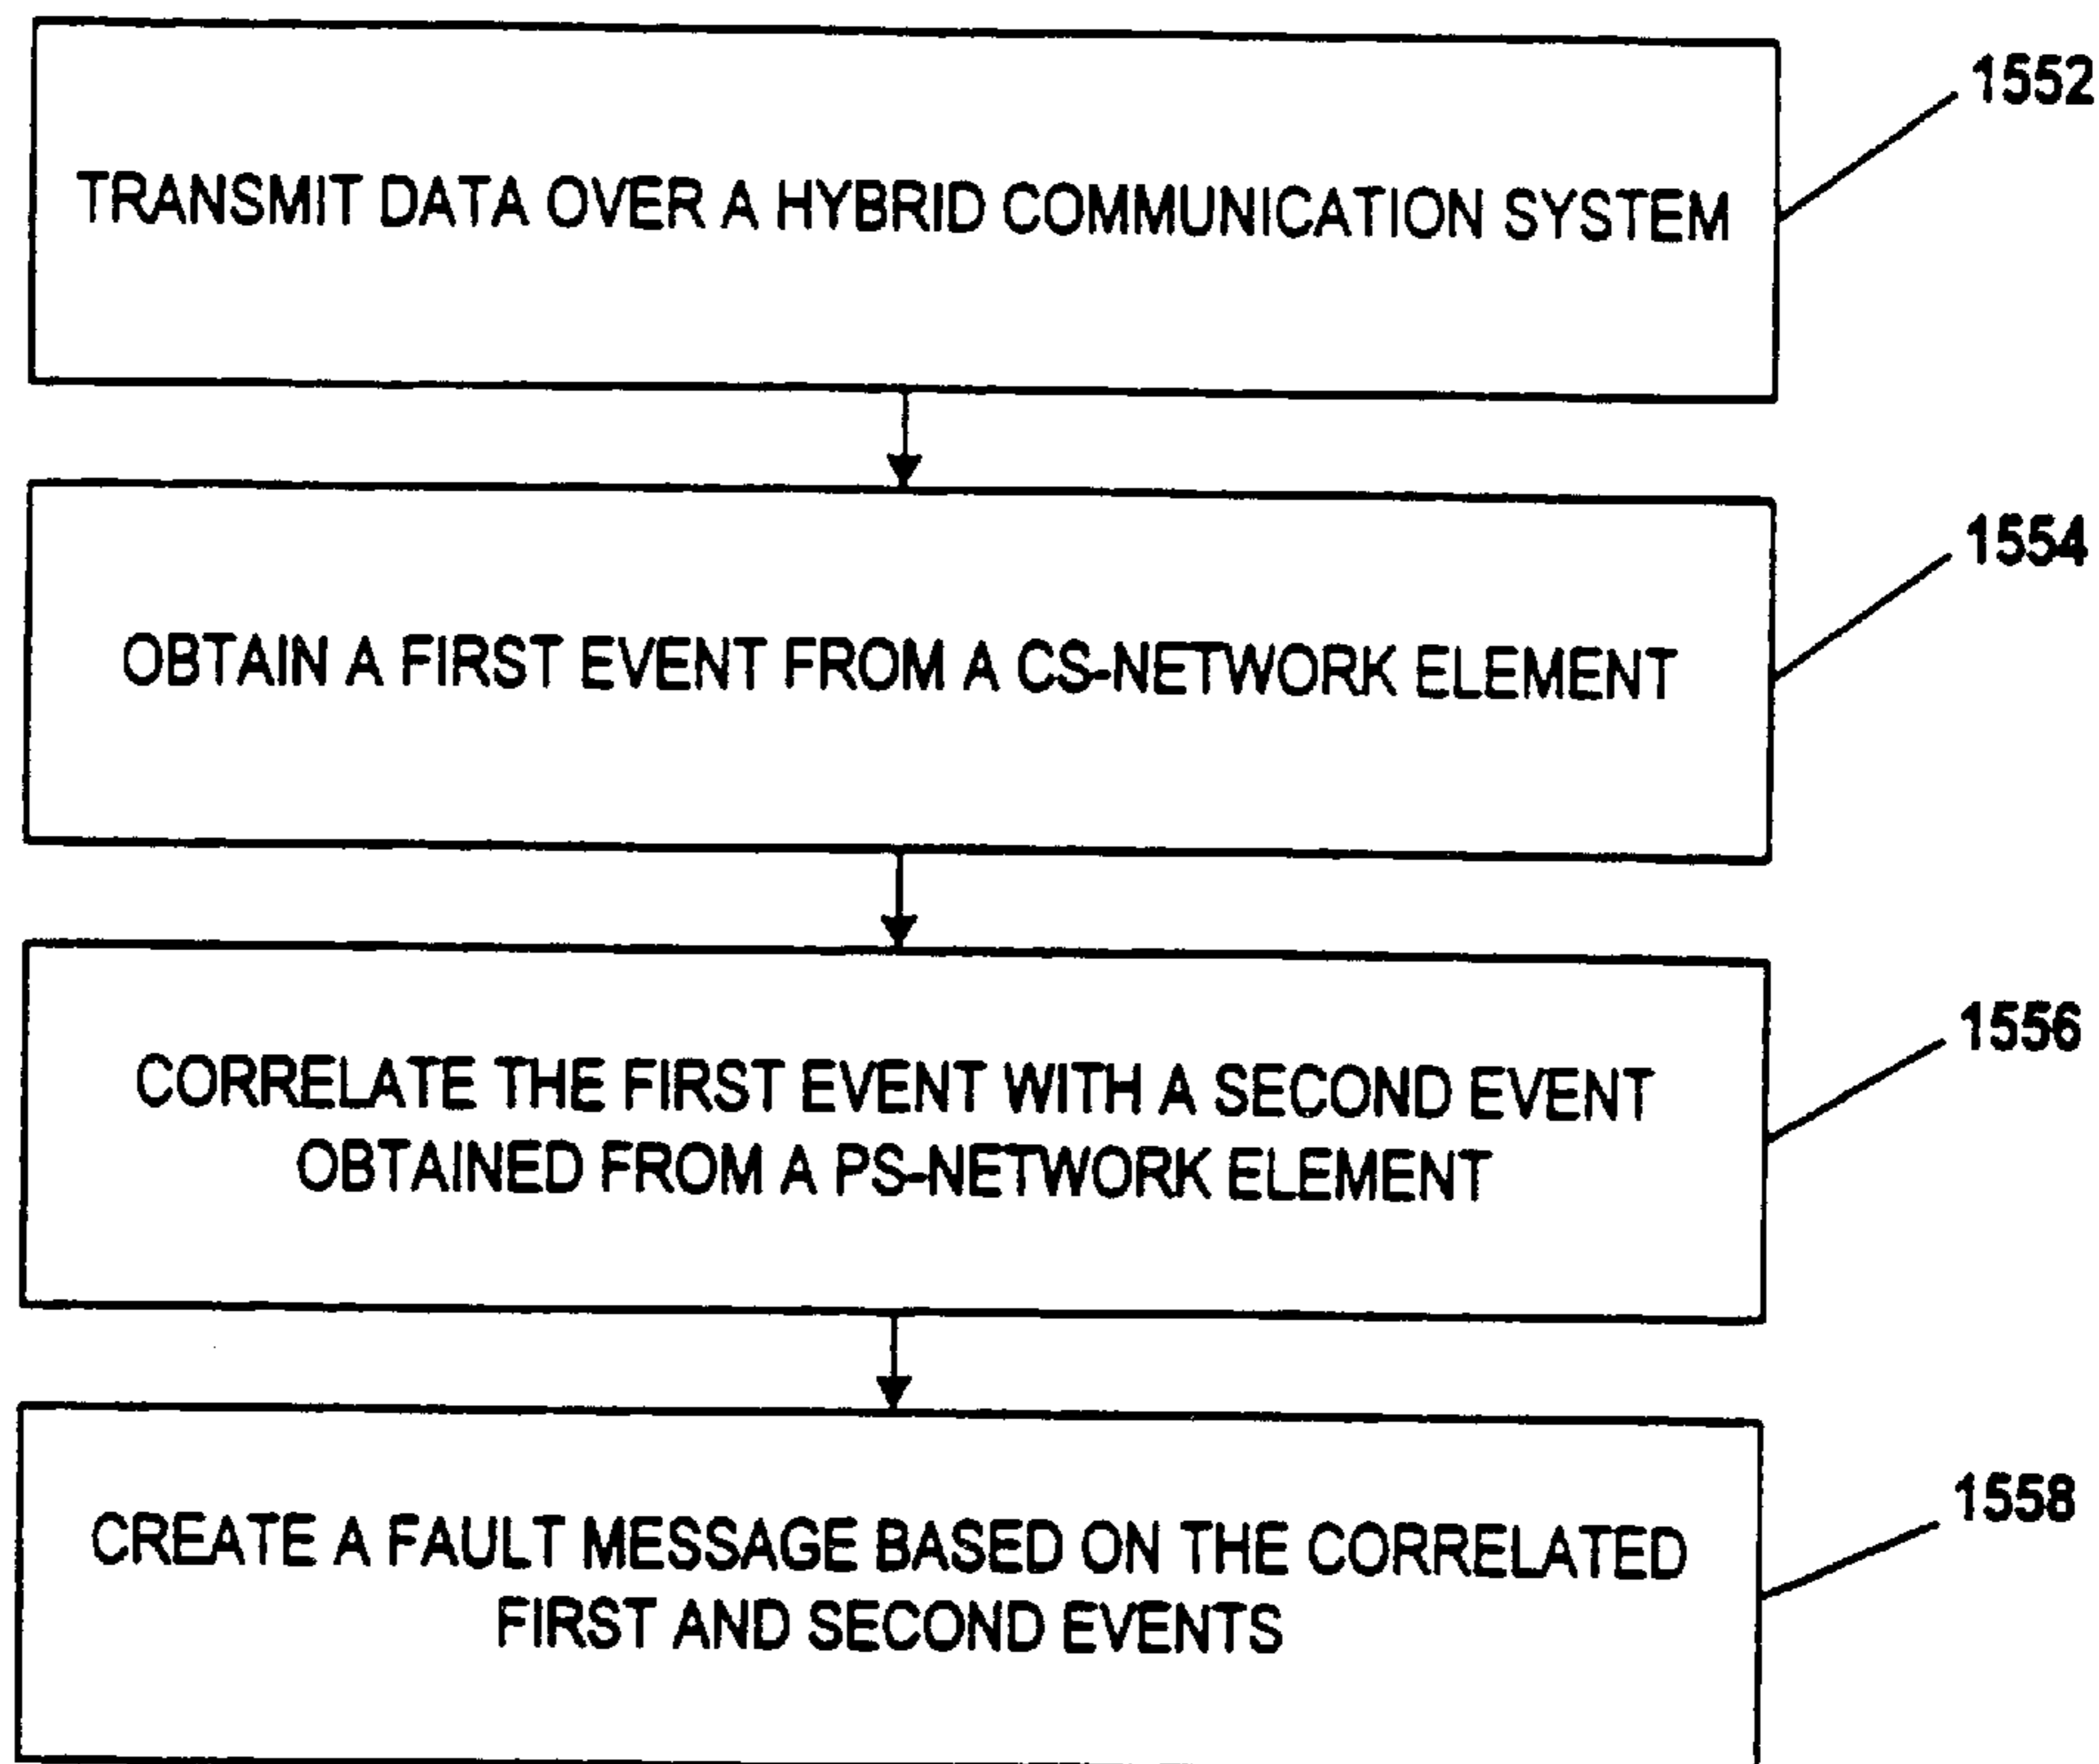 TRANSMIT DATA OVER A HYBRID COMMUNICATION SYSTEM
1552
OBTAIN A FIRST EVENT FROM A CS-NETWORK ELEMENT
1554
CORRELATE THE FIRST EVENT WITH A SECOND EVENT
OBTAINED FROM A PS-NETWORK ELEMENT
1556
CREATE A FAULT MESSAGE BASED ON THE CORRELATED
FIRST AND SECOND EVENTS
1558